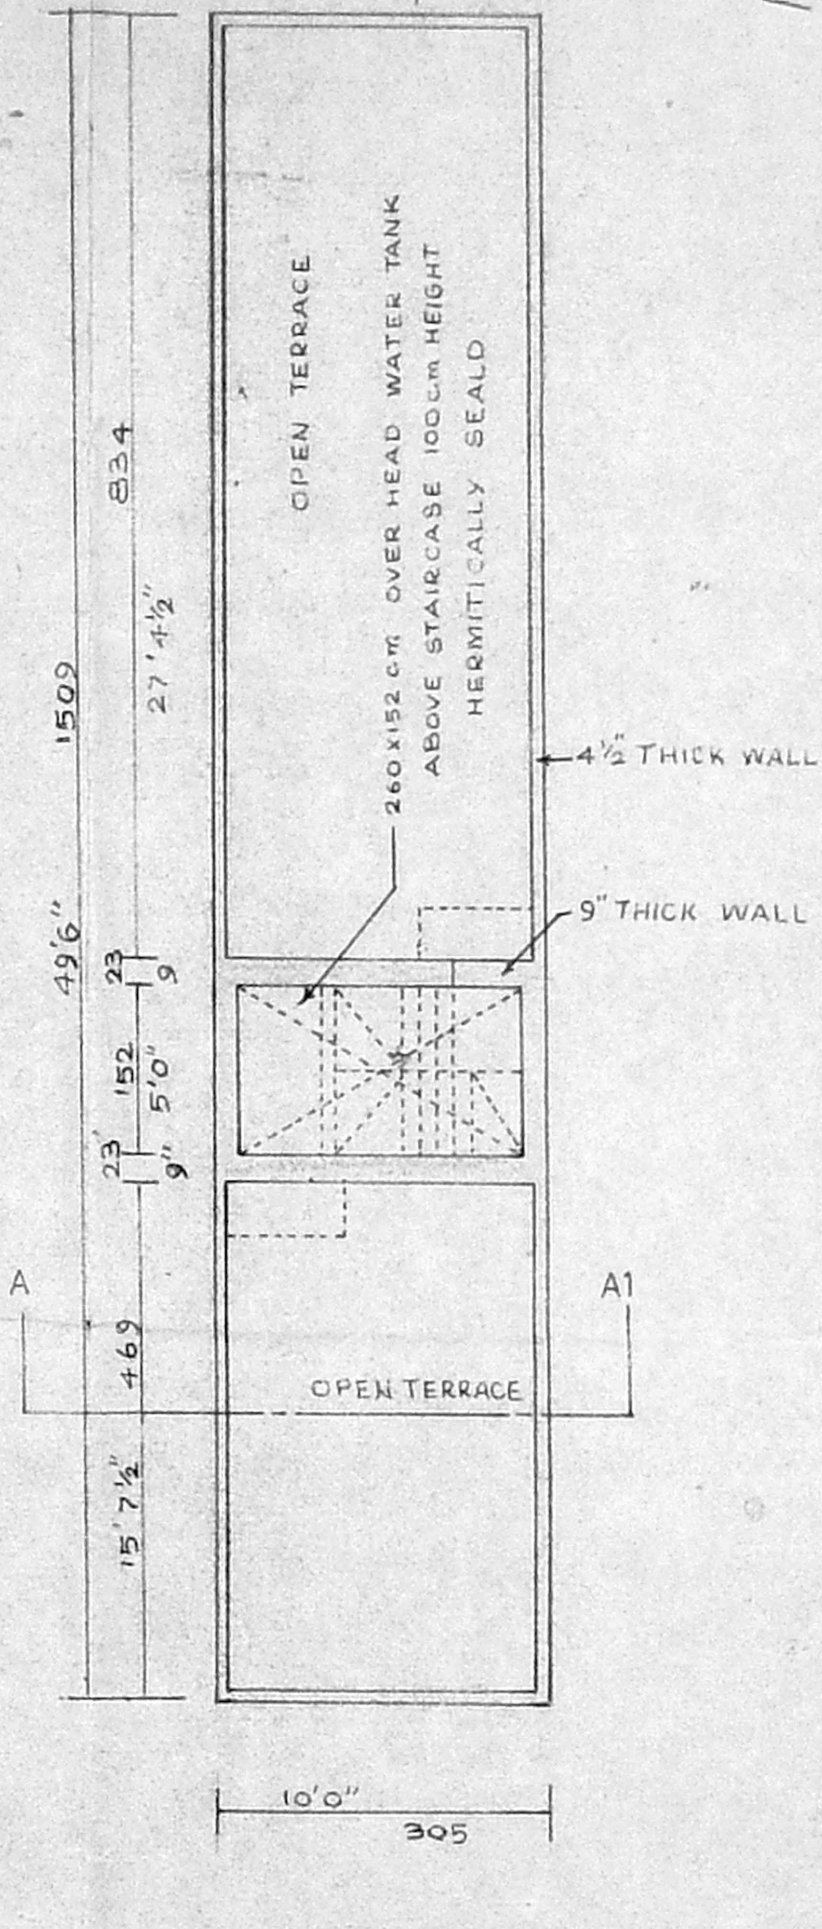 OPEN TERRACE
260 X 152 cm OVER HEAD WATER TANK
ABOVE STAIRCASE 100cm HEIGHT
HERMITICALLY SEALD
834
27'4½"
1509
49'6"
4½" THICK WALL
9" THICK WALL
23
9
152
5'0"
23'
9"
A
A1
469
15'7½"
OPEN TERRACE
10'0"
305